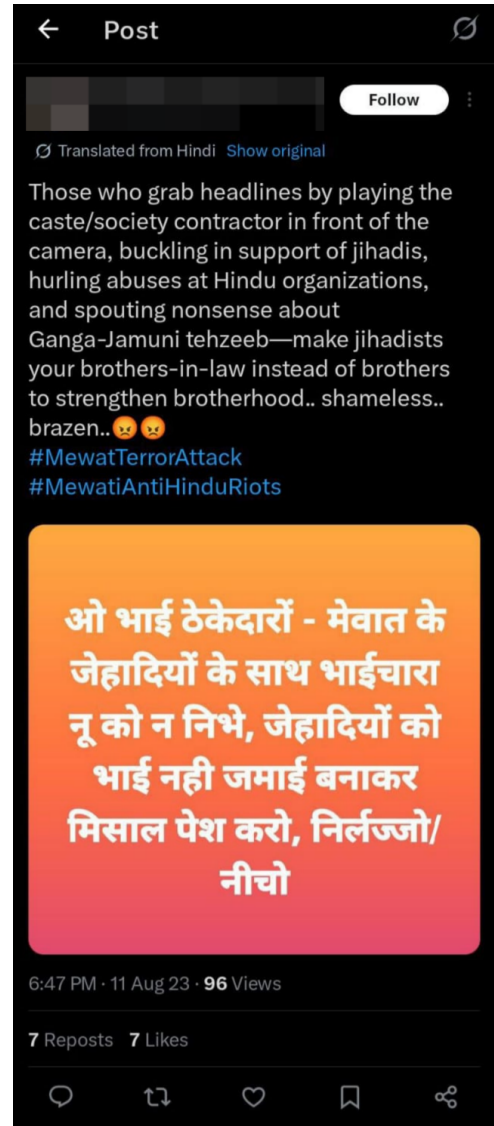 Post
Follow
Translated from Hindi Show original
Those who grab headlines by playing the
caste/society contractor in front of the
camera, buckling in support of jihadis,
hurling abuses at Hindu organizations,
and spouting nonsense about
Ganga-Jamuni tehzeeb—make jihadists
your brothers-in-law instead of brothers
to strengthen brotherhood.. shameless..
brazen..😡😡
#MewatTerrorAttack
#MewatiAntiHinduRiots
ओ भाई ठेकेदारों - मेवात के
जेहादियों के साथ भाईचारा
नू को न निभे, जेहादियों को
भाई नही जमाई बनाकर
मिसाल पेश करो, निर्लज्जो/
नीचो
6:47 PM · 11 Aug 23 · 96 Views
7 Reposts 7 Likes